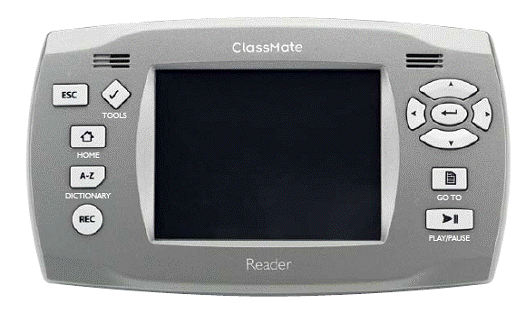 ClassMate
ESC
TOOLS
HOME
A-Z
DICTIONARY
REC
GO TO
PLAY/PAUSE
Reader